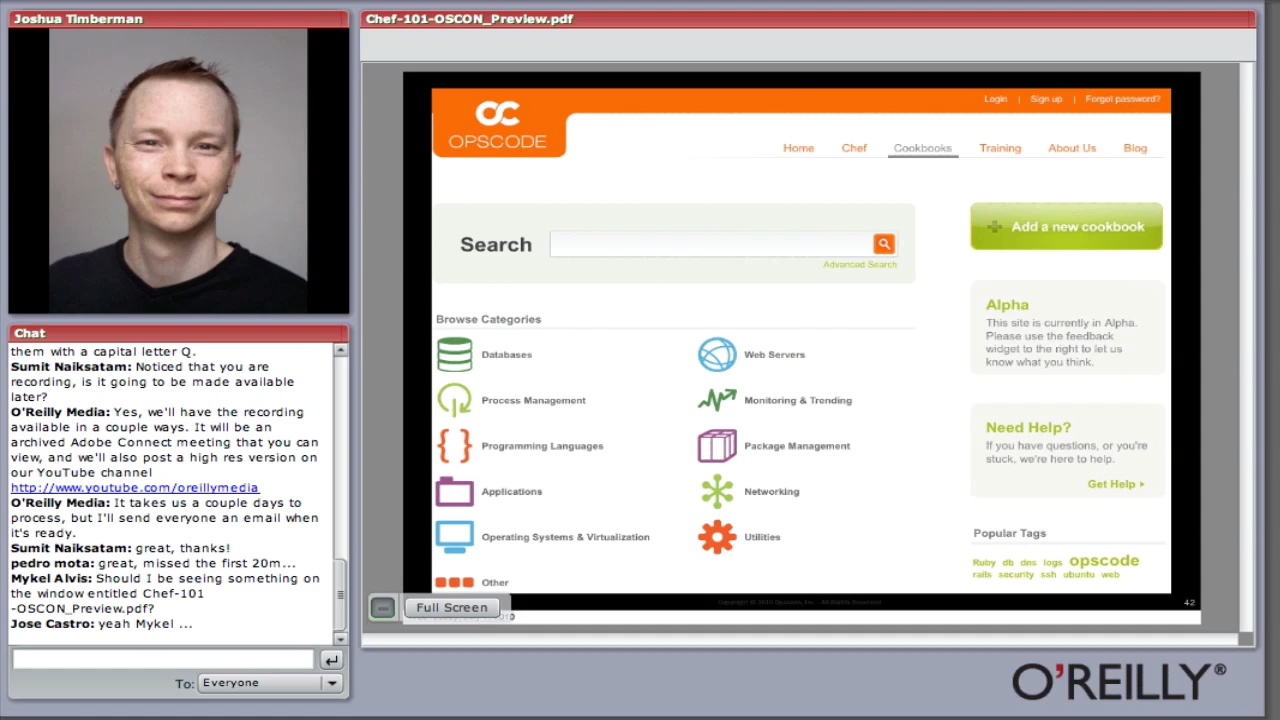 Joshua Timberman
Chat
them with a capital letter Q.
Sumit Naiksatam: Noticed that you are
recording, is it going to be made available
later?
O'Reilly Media: Yes, we'll have the recording
available in a couple ways. It will be an
archived Adobe Connect meeting that you can
view, and we'll also post a high res version on
our YouTube channel
http://www.youtube.com/oreillymedia
O'Reilly Media: It takes us a couple days to
process, but I'll send everyone an email when
it's ready.
Sumit Naiksatam: great, thanks!
pedro mota: great, missed the first 20m...
Mykel Alvis: Should I be seeing something on
the window entitled Chef-101
-OSCON_Preview.pdf?
Jose Castro: yeah Mykel ...
To: Everyone
Chef-101-OSCON_Preview.pdf
Login | Sign up | Forgot password?
OC
OPSCODE
Home Chef Cookbooks Training About Us Blog
Search
Advanced Search
Add a new cookbook
Browse Categories
Databases
Web Servers
Process Management
Monitoring & Trending
Programming Languages
Package Management
Applications
Networking
Operating Systems & Virtualization
Utilities
Other
Alpha
This site is currently in Alpha.
Please use the feedback
widget to the right to let us
know what you think.
Need Help?
If you have questions, or you're
stuck, we're here to help.
Get Help
Popular Tags
Ruby db dns logs opscode
rails security ssh ubuntu web
42
Full Screen
O'REILLY®